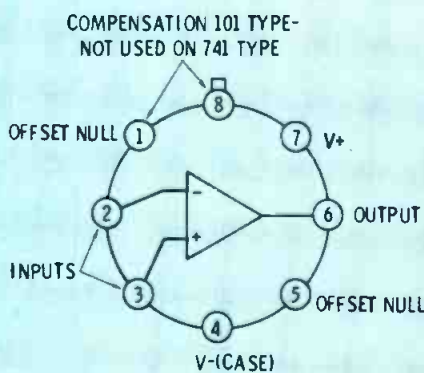 COMPENSATION 101 TYPE-
NOT USED ON 741 TYPE
8
OFFSET NULL 1
7 V+
2
-
6 OUTPUT
+
INPUTS
3
5 OFFSET NULL
4
V-(CASE)